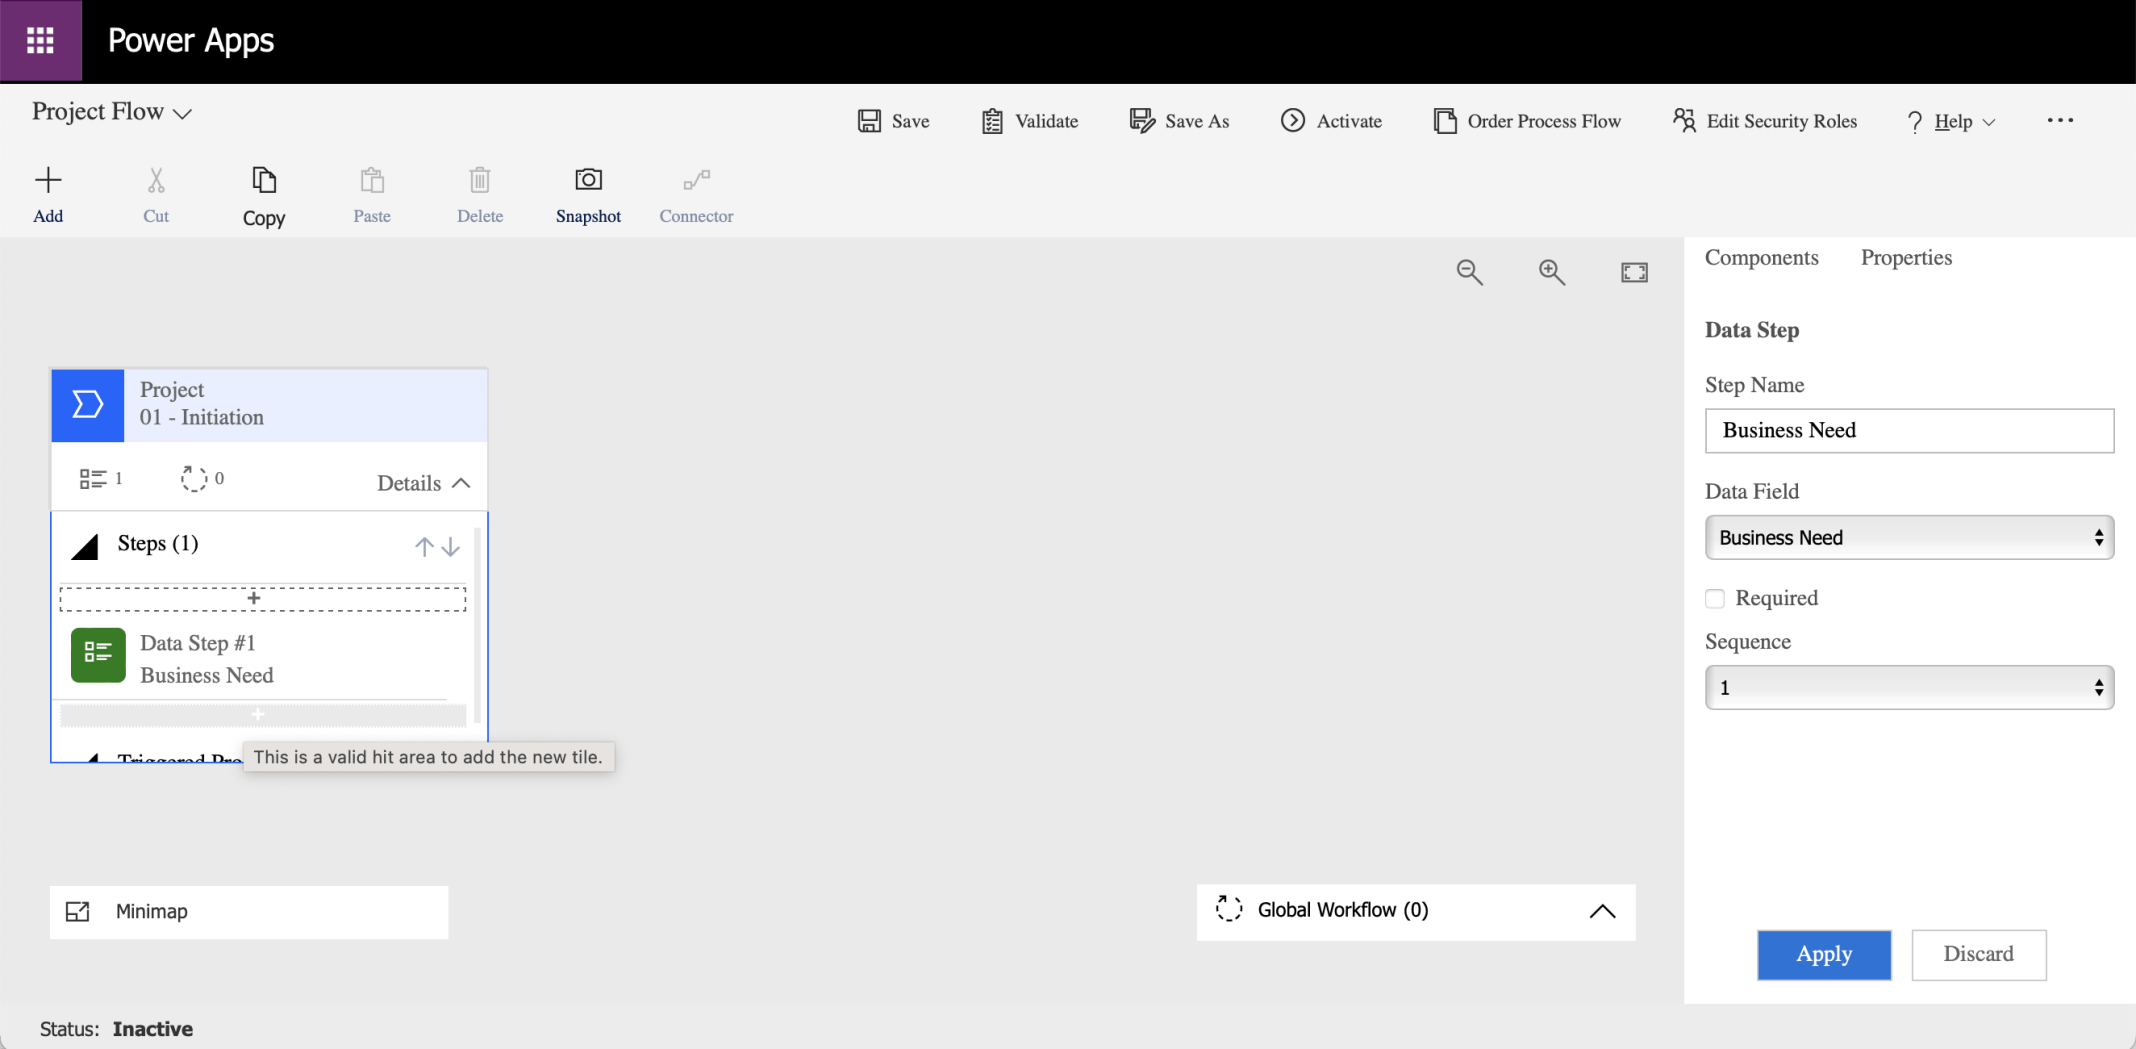 Power Apps
Project Flow
Save
Validate
Save As
Activate
Order Process Flow
Edit Security Roles
? Help
...
Add
Cut
Copy
Paste
Delete
Snapshot
Connector
Components
Properties
Project
01 - Initiation
1
0
Details
Steps (1)
+
Data Step #1
Business Need
+
Triggered Pro
This is a valid hit area to add the new tile.
Data Step
Step Name
Business Need
Data Field
Business Need
Required
Sequence
1
Minimap
Global Workflow (0)
Apply
Discard
Status: Inactive